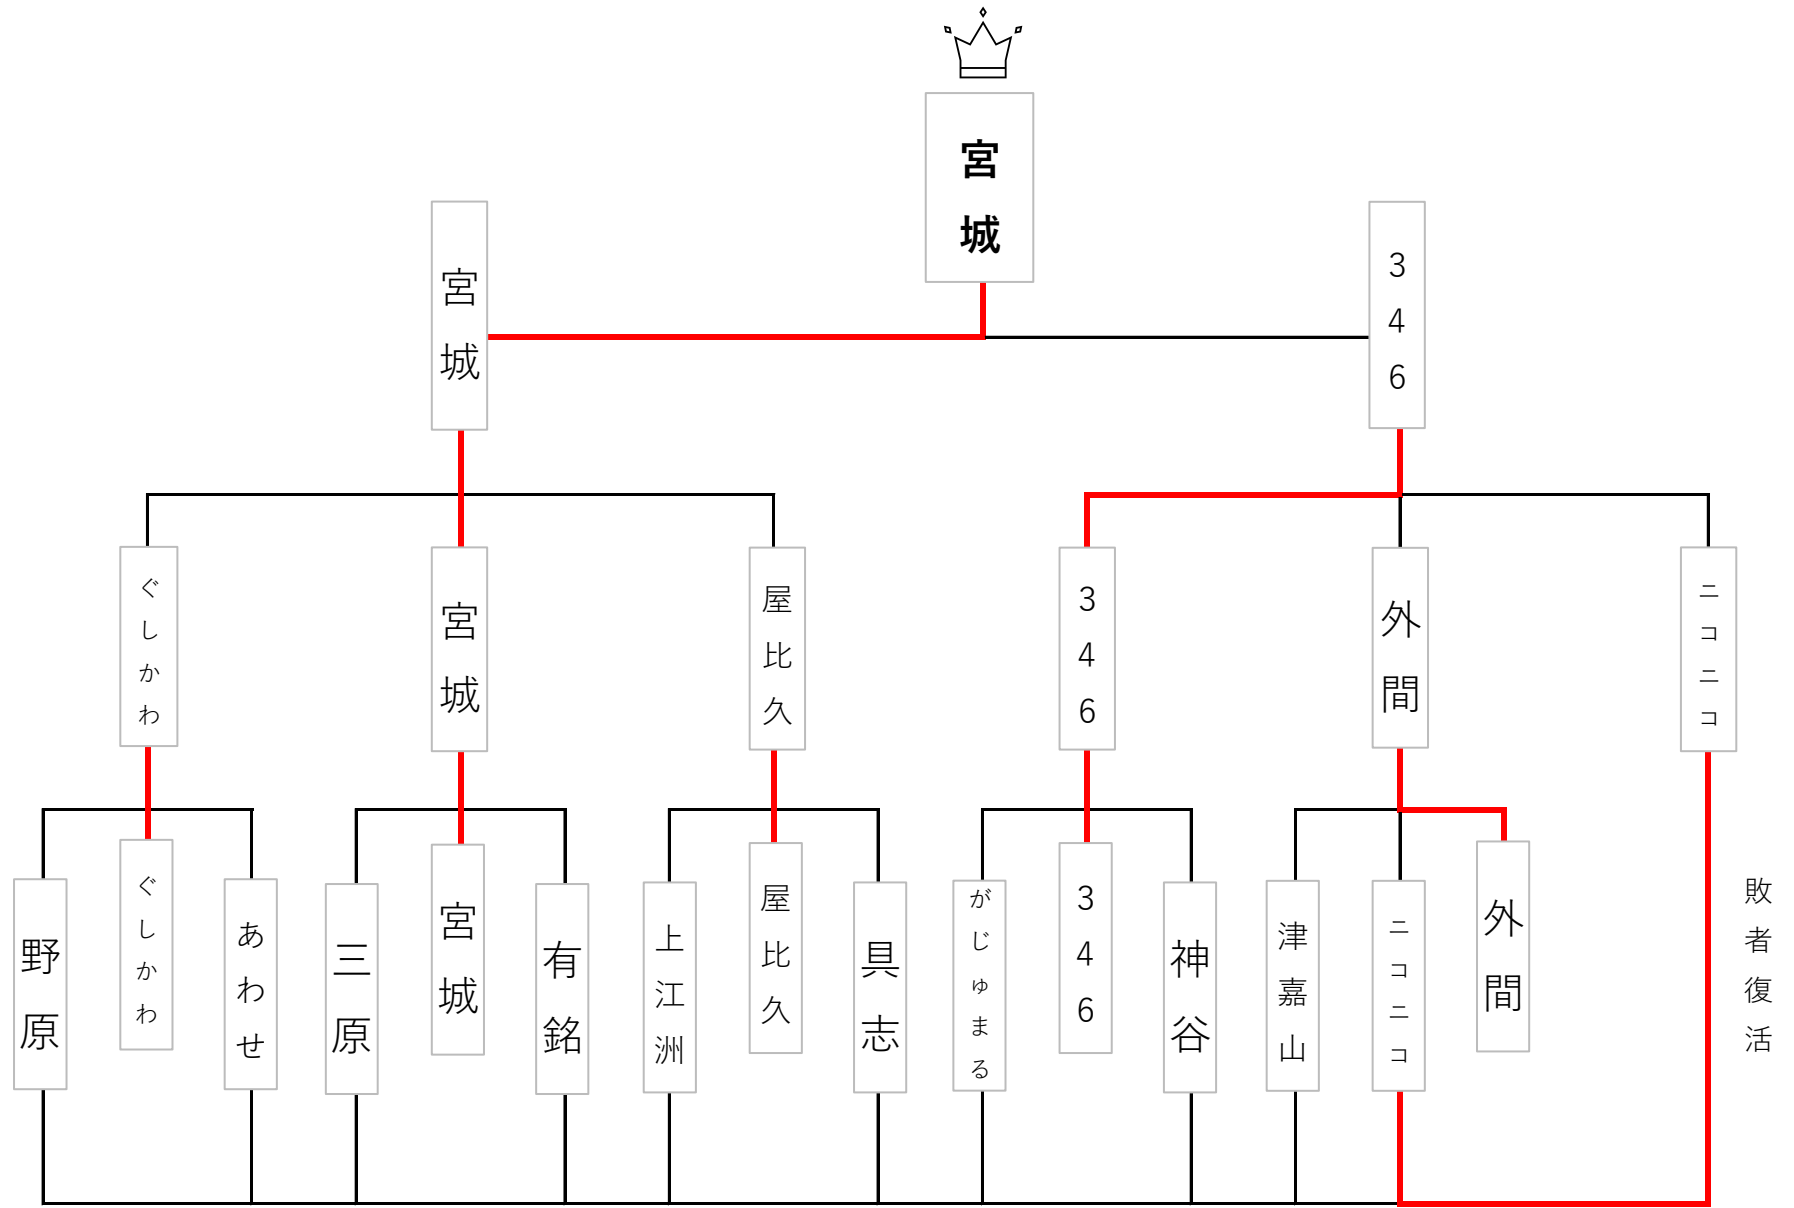 宮城
宮城
346
ぐしかわ
宮城
屋比久
346
外間
ニコニコ
野原
ぐしかわ
あわせ
三原
宮城
有銘
上江洲
屋比久
具志
がじゅまる
346
神谷
津嘉山
ニコニコ
外間
敗者復活